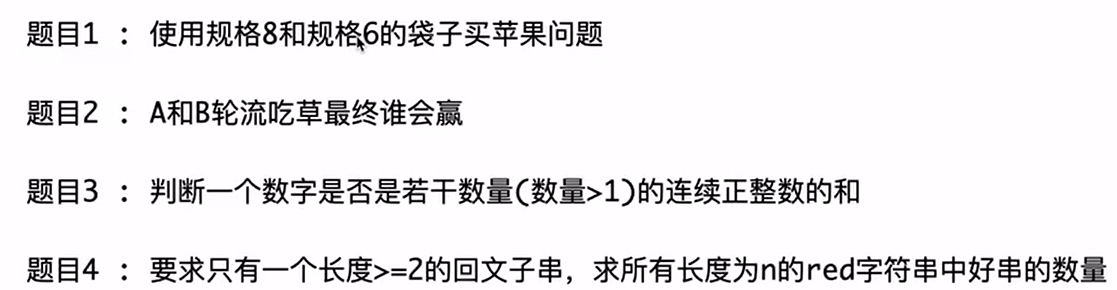 题目1 : 使用规格8和规格6的袋子买苹果问题
题目2 : A和B轮流吃草最终谁会赢
题目3 : 判断一个数字是否是若干数量(数量>1)的连续正整数的和
题目4 : 要求只有一个长度>=2的回文子串，求所有长度为n的red字符串中好串的数量